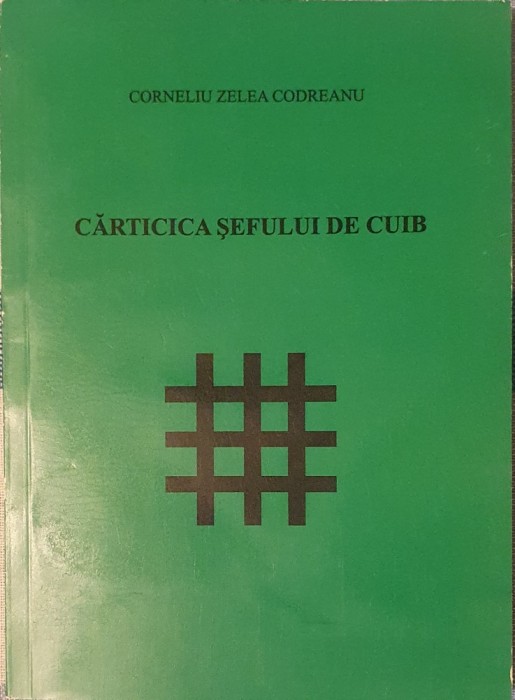 CORNELIU ZELEA CODREANU
CĂRTICICA ŞEFULUI DE CUIB